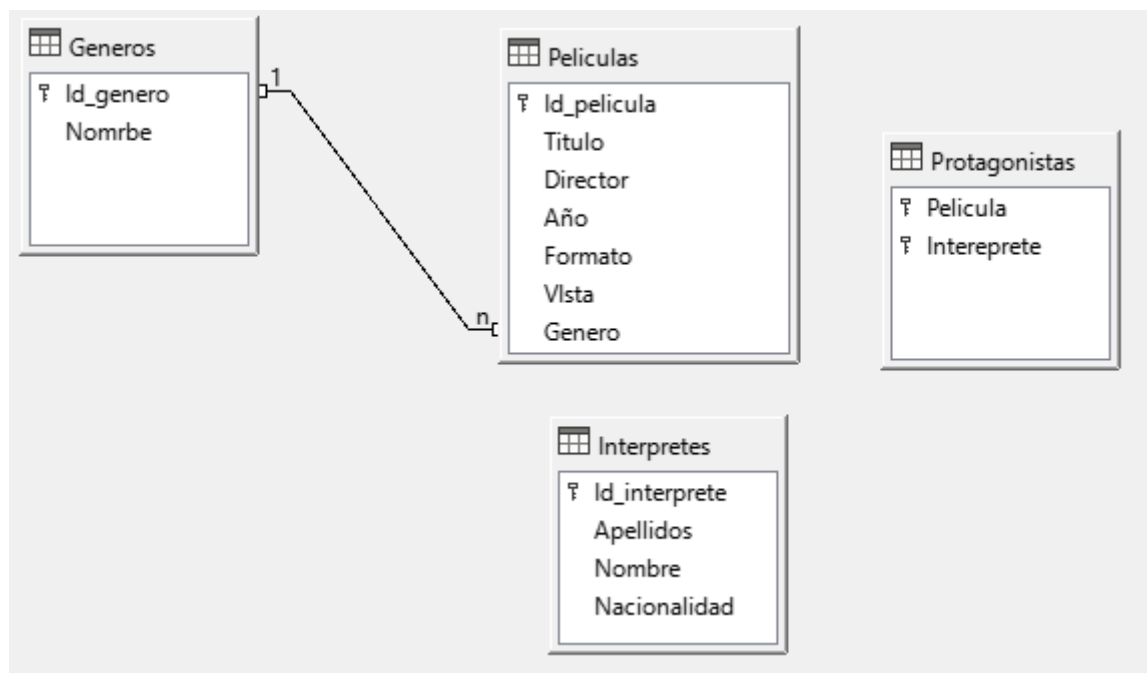 Generos
Id_genero
Nomrbe
1
n
Peliculas
Id_pelicula
Titulo
Director
Año
Formato
VIsta
Genero
Protagonistas
Pelicula
Intereprete
Interpretes
Id_interprete
Apellidos
Nombre
Nacionalidad